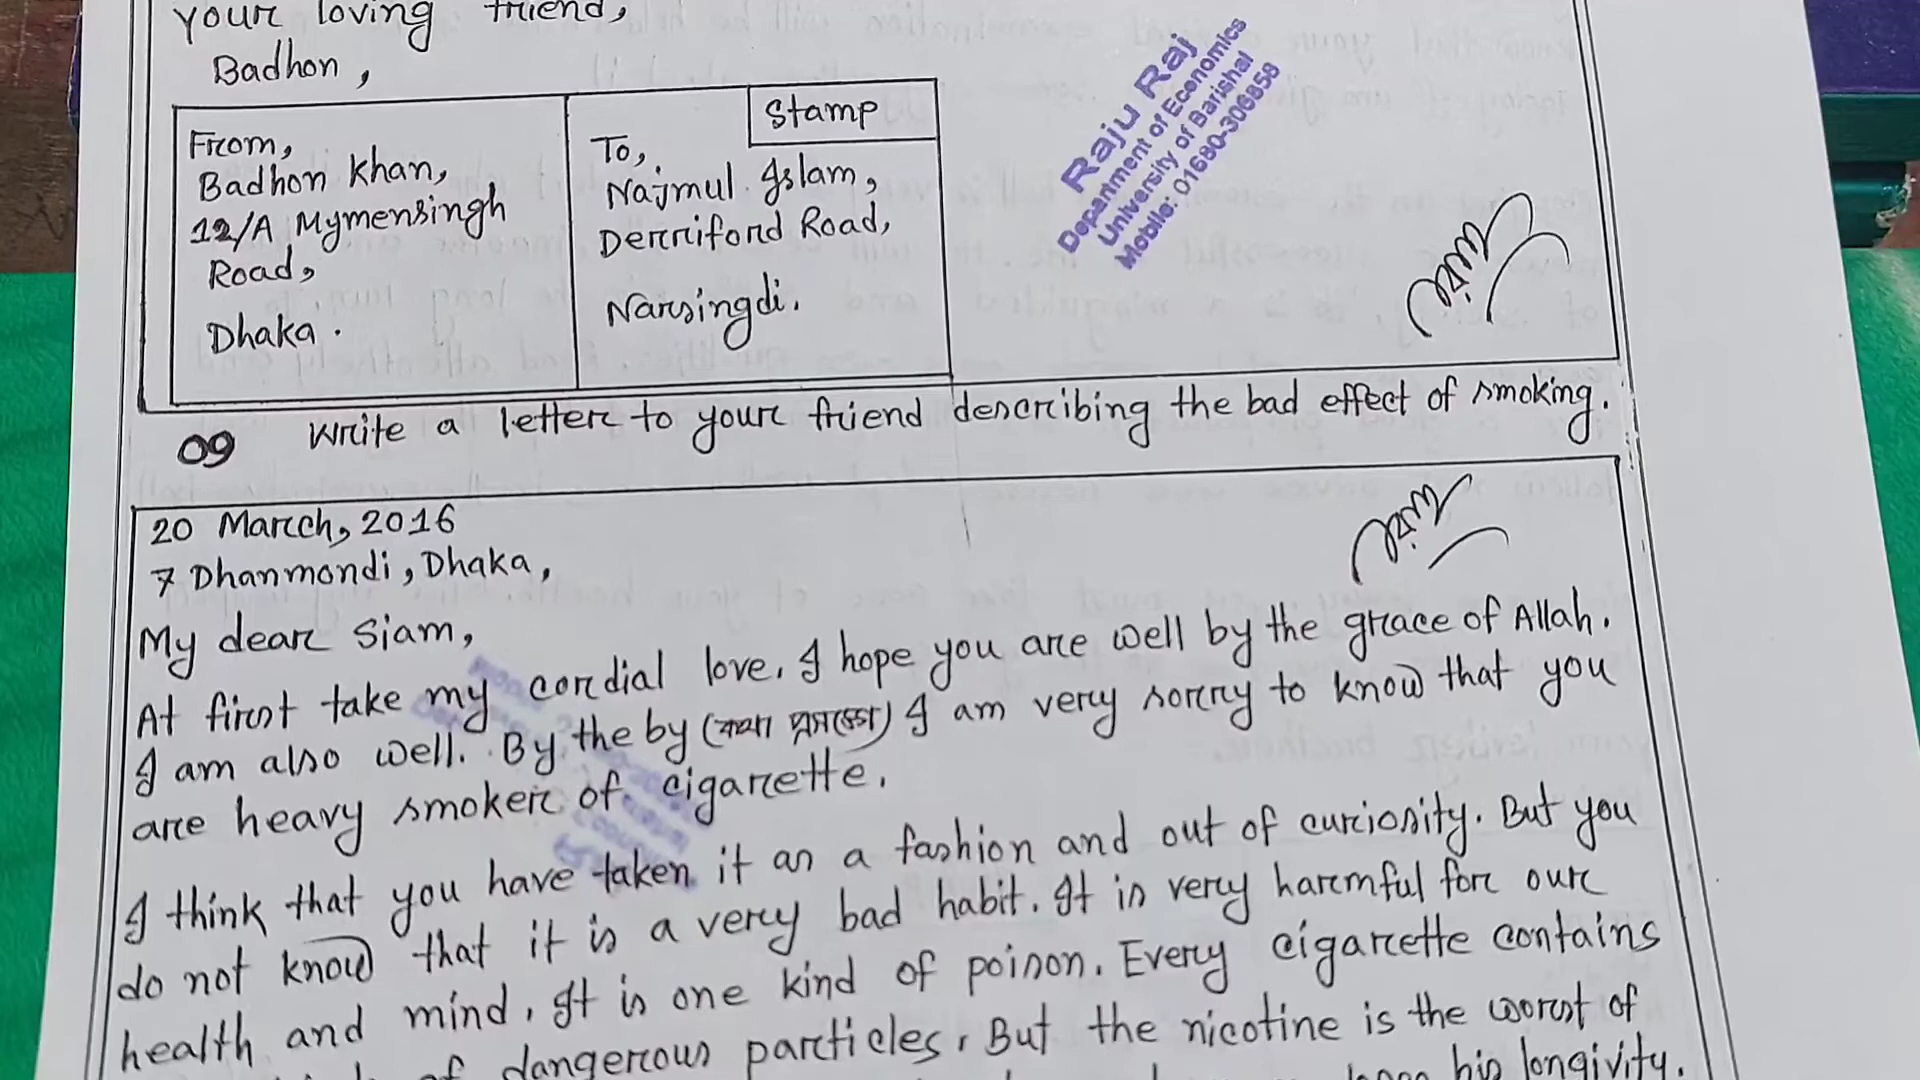 your loving friend,
Badhon,
Stamp
From,
Badhon Khan,
12/A Mymensingh
Road,
Dhaka.
To,
Najmul Islam,
Derriford Road,
Narsingdi.
Raju Raj
Department of Economics
University of Barishal
Mobile: 01680-306858
09 Write a letter to your friend describing the bad effect of smoking.
20 March, 2016
7 Dhanmondi, Dhaka,
My dear Siam,
At first take my cordial love. I hope you are well by the grace of Allah.
I am also well. By the by (কথা প্রসঙ্গে) I am very sorry to know that you
are heavy smoker of cigarette.
I think that you have taken it as a fashion and out of curiosity. But you
do not know that it is a very bad habit. It is very harmful for our
health and mind. It is one kind of poison. Every cigarette contains
of dangerous particles. But the nicotine is the worst of
his longivity.